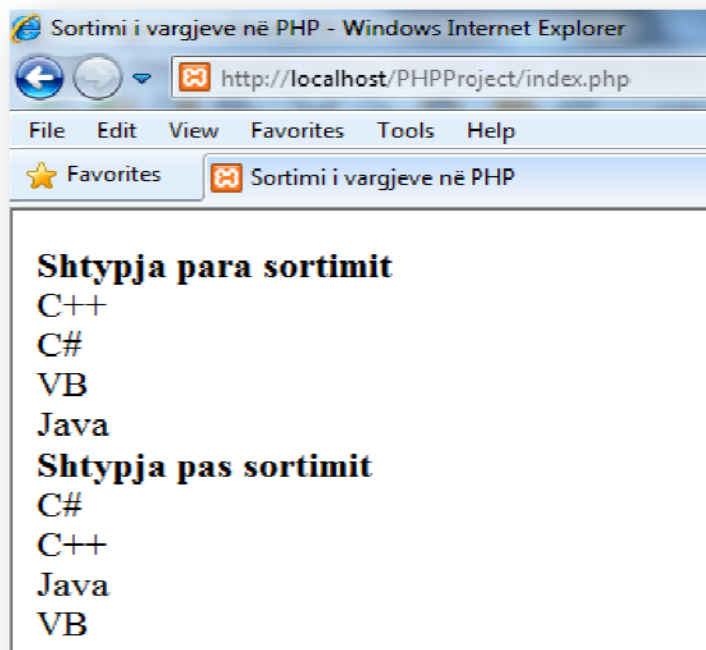 Sortimi i vargjeve në PHP - Windows Internet Explorer
http://localhost/PHPProject/index.php
File Edit View Favorites Tools Help
Favorites Sortimi i vargjeve në PHP
Shtypja para sortimit
C++
C#
VB
Java
Shtypja pas sortimit
C#
C++
Java
VB